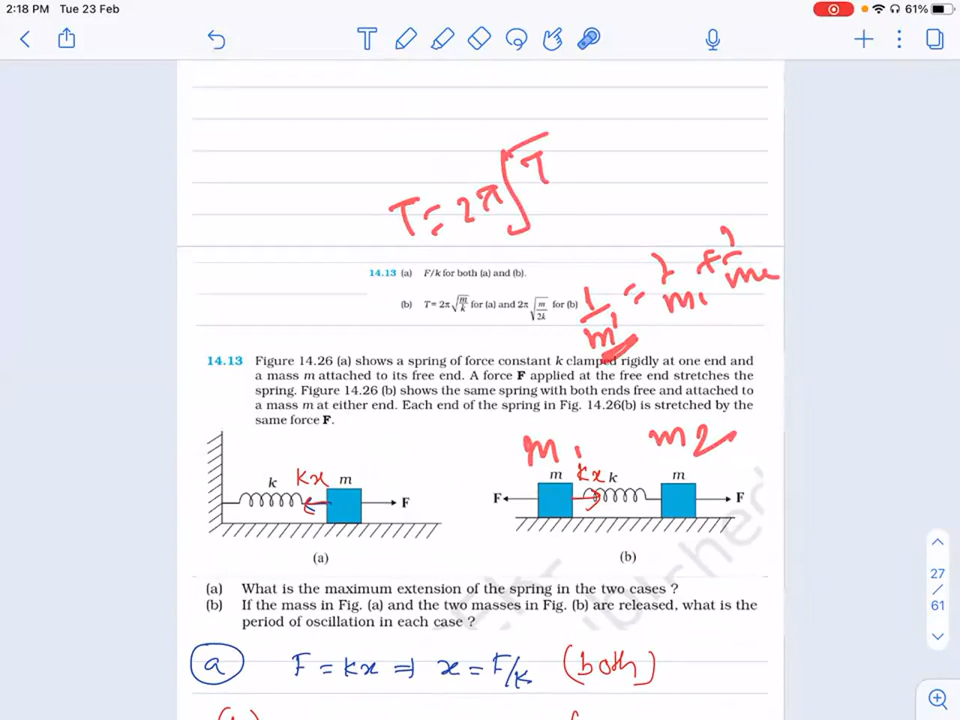 2:18 PM Tue 23 Feb
61%
T = 2π√T
1/m' = 1/m1 + 1/m2
14.13 (a) F/k for both (a) and (b).
(b) T = 2π√(m/k) for (a) and 2π√(m/2k) for (b)
14.13 Figure 14.26 (a) shows a spring of force constant k clamped rigidly at one end and
a mass m attached to its free end. A force F applied at the free end stretches the
spring. Figure 14.26 (b) shows the same spring with both ends free and attached to
a mass m at either end. Each end of the spring in Fig. 14.26(b) is stretched by the
same force F.
m1 m2
k kx m
m kx k m
F
F F
(a) (b)
(a) What is the maximum extension of the spring in the two cases ?
(b) If the mass in Fig. (a) and the two masses in Fig. (b) are released, what is the
period of oscillation in each case ?
a F = kx ⇒ x = F/k (both)
27
/
61